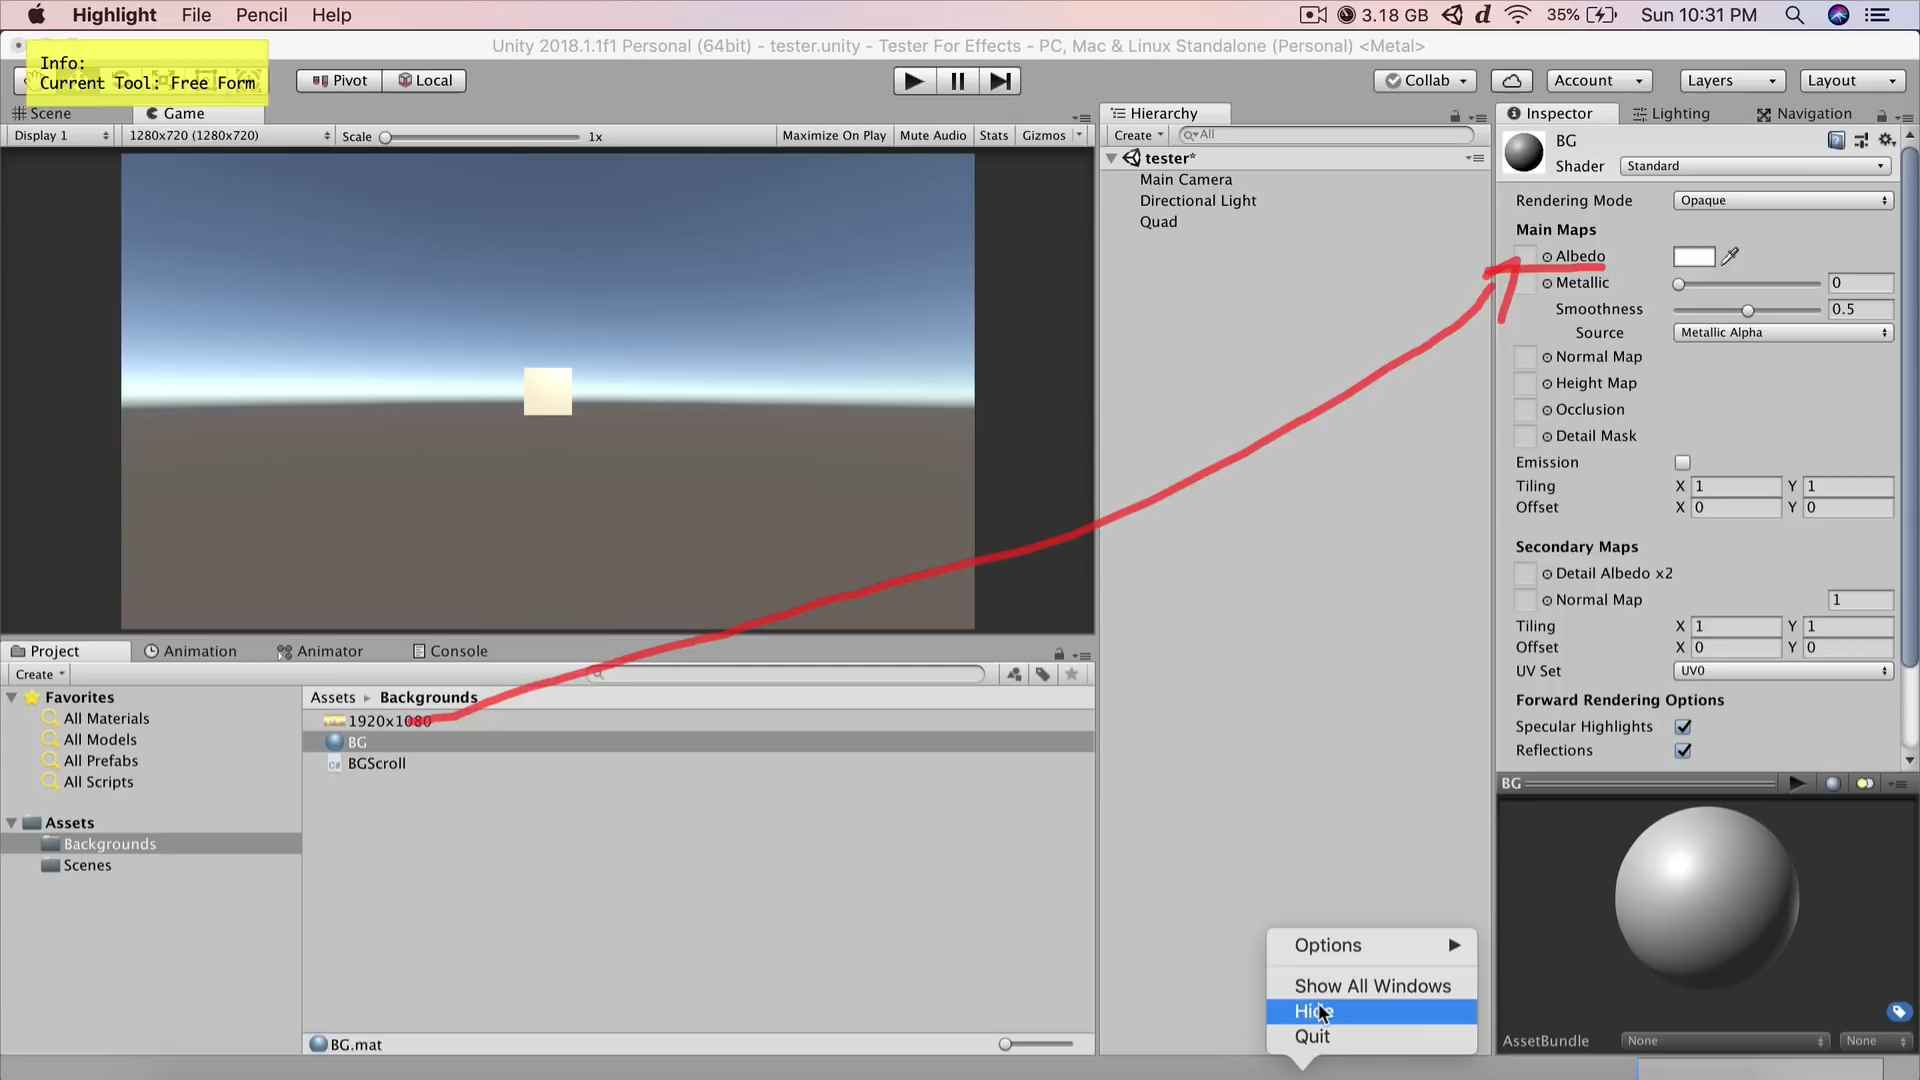 Highlight File Pencil Help 3.18 GB 35% Sun 10:31 PM
Unity 2018.1.1f1 Personal (64bit) - tester.unity - Tester For Effects - PC, Mac & Linux Standalone (Personal) <Metal>
Info:
Current Tool: Free Form
Pivot Local Collab Account Layers Layout
Scene Game
Display 1 1280x720 (1280x720) Scale 1x Maximize On Play Mute Audio Stats Gizmos
Hierarchy
Create All
tester*
Main Camera
Directional Light
Quad
Inspector Lighting Navigation
BG
Shader Standard
Rendering Mode Opaque
Main Maps
Albedo
Metallic 0
Smoothness 0.5
Source Metallic Alpha
Normal Map
Height Map
Occlusion
Detail Mask
Emission
Tiling X 1 Y 1
Offset X 0 Y 0
Secondary Maps
Detail Albedo x2
Normal Map 1
Tiling X 1 Y 1
Offset X 0 Y 0
UV Set UV0
Forward Rendering Options
Specular Highlights
Reflections
BG
AssetBundle None None
Project Animation Animator Console
Create
Favorites
All Materials
All Models
All Prefabs
All Scripts
Assets
Backgrounds
Scenes
Assets Backgrounds
1920x1080
BG
C# BGScroll
BG.mat
Options
Show All Windows
Hide
Quit